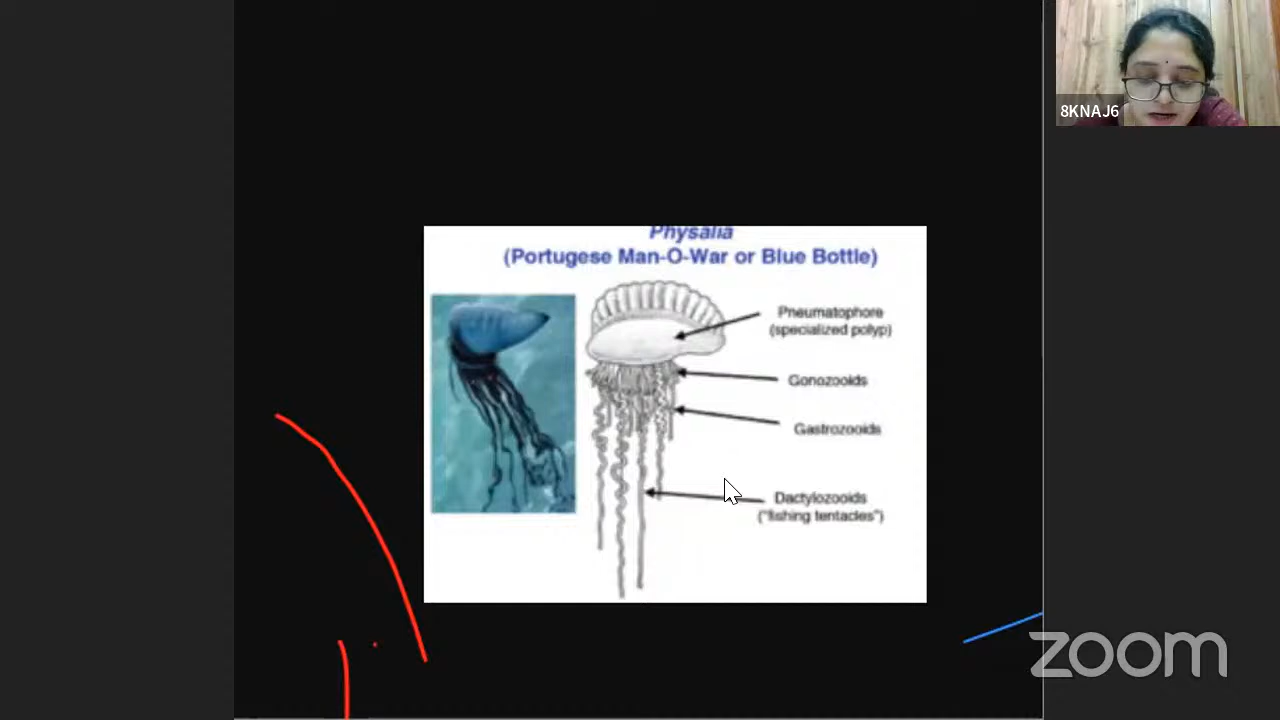 8KNAJ6
Physalia
(Portugese Man-O-War or Blue Bottle)
Pneumatophore
(specialized polyp)
Gonozooids
Gastrozooids
Dactylozooids
("fishing tentacles")
zoom